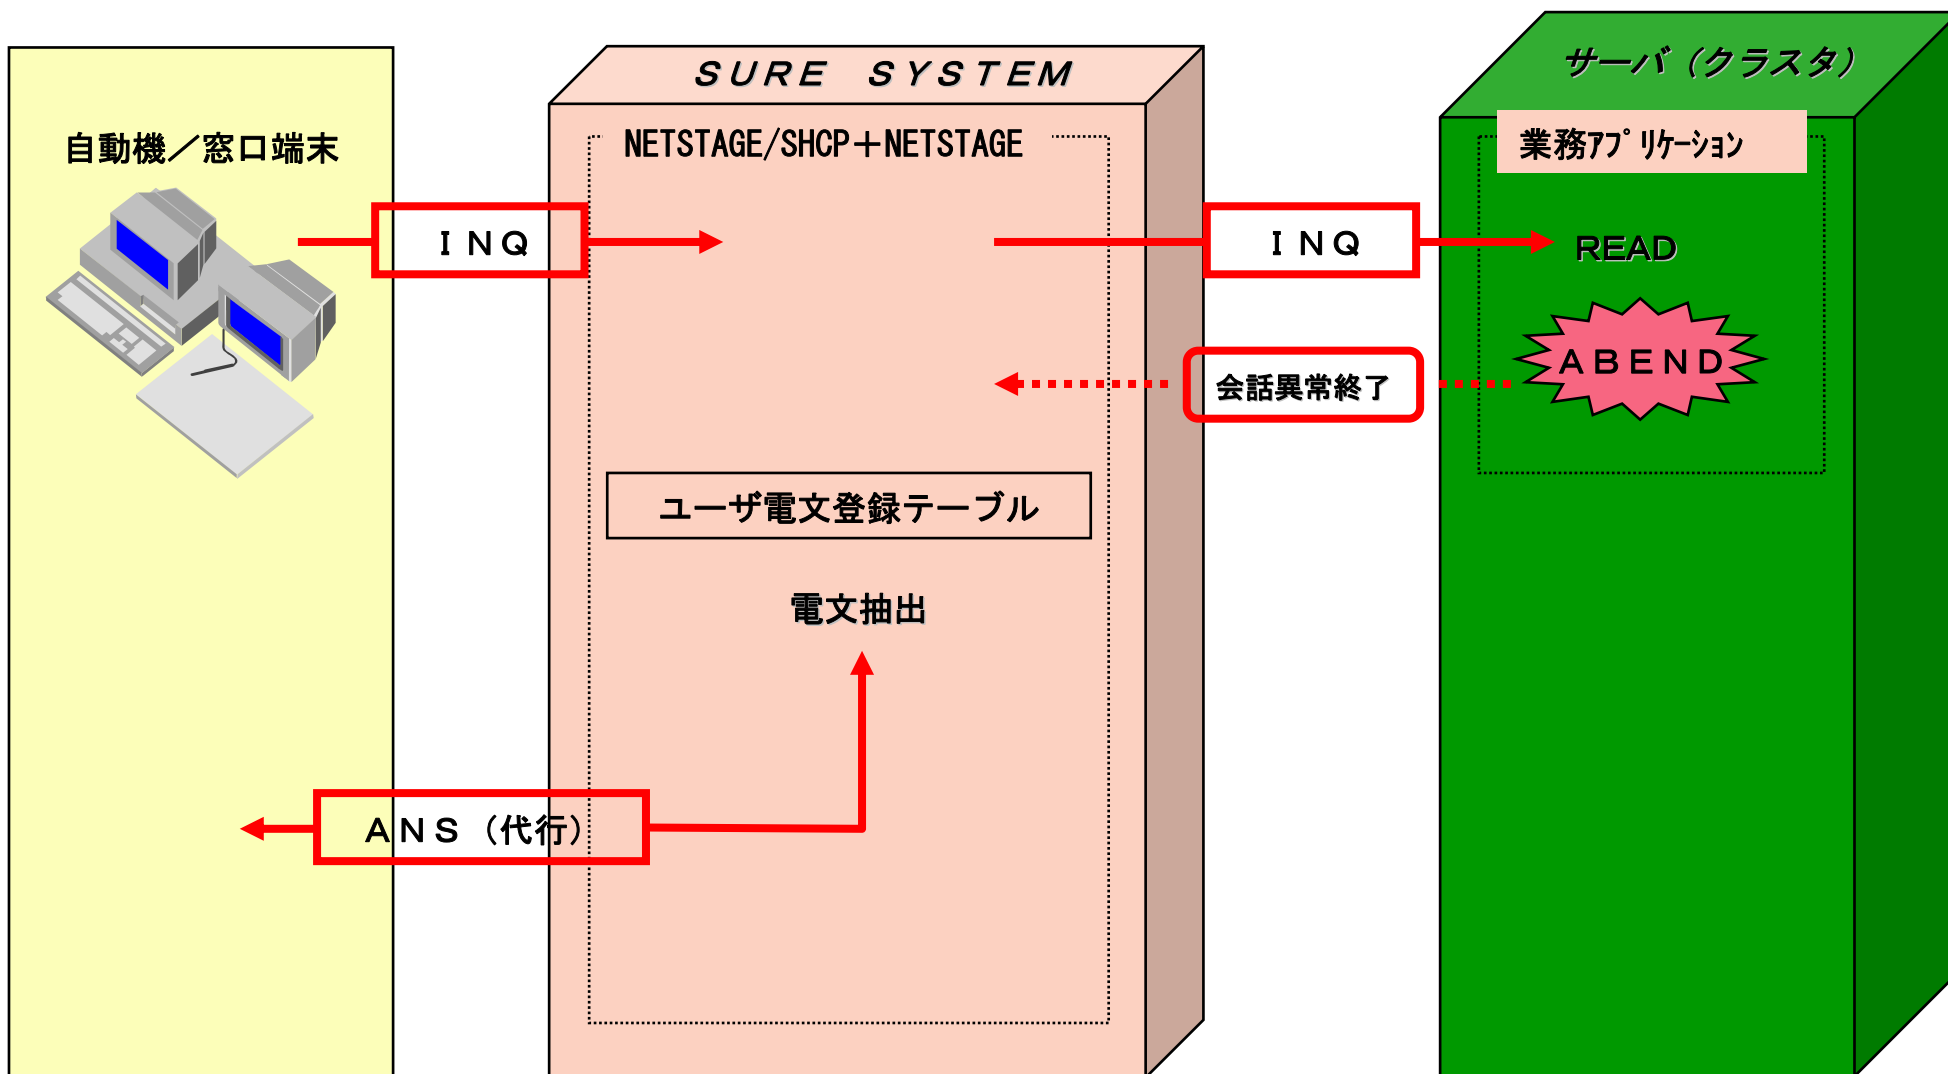 ＳＵＲＥ　ＳＹＳＴＥＭ
サーバ（クラスタ）
自動機／窓口端末
NETSTAGE/SHCP＋NETSTAGE
業務ｱﾌﾟﾘｹｰｼｮﾝ
ＩＮＱ
ＩＮＱ
READ
会話異常終了
ＡＢＥＮＤ
ユーザ電文登録テーブル
電文抽出
ＡＮＳ（代行）